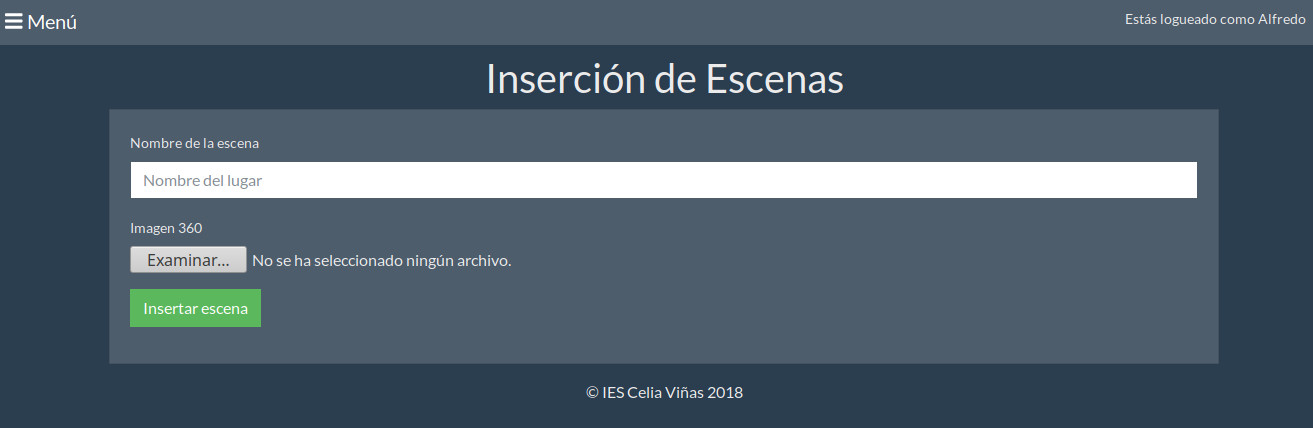 Menú
Estás logueado como Alfredo
Inserción de Escenas
Nombre de la escena
Nombre del lugar
Imagen 360
Examinar... No se ha seleccionado ningún archivo.
Insertar escena
© IES Celia Viñas 2018